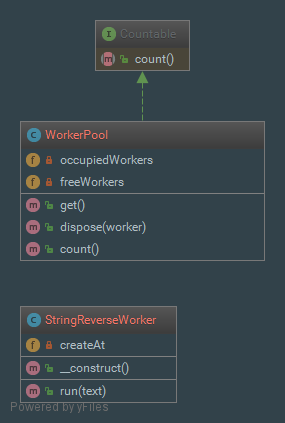 I Countable
m count()
C WorkerPool
f occupiedWorkers
f freeWorkers
m get()
m dispose(worker)
m count()
C StringReverseWorker
f createAt
m __construct()
m run(text)
Powered by yFiles